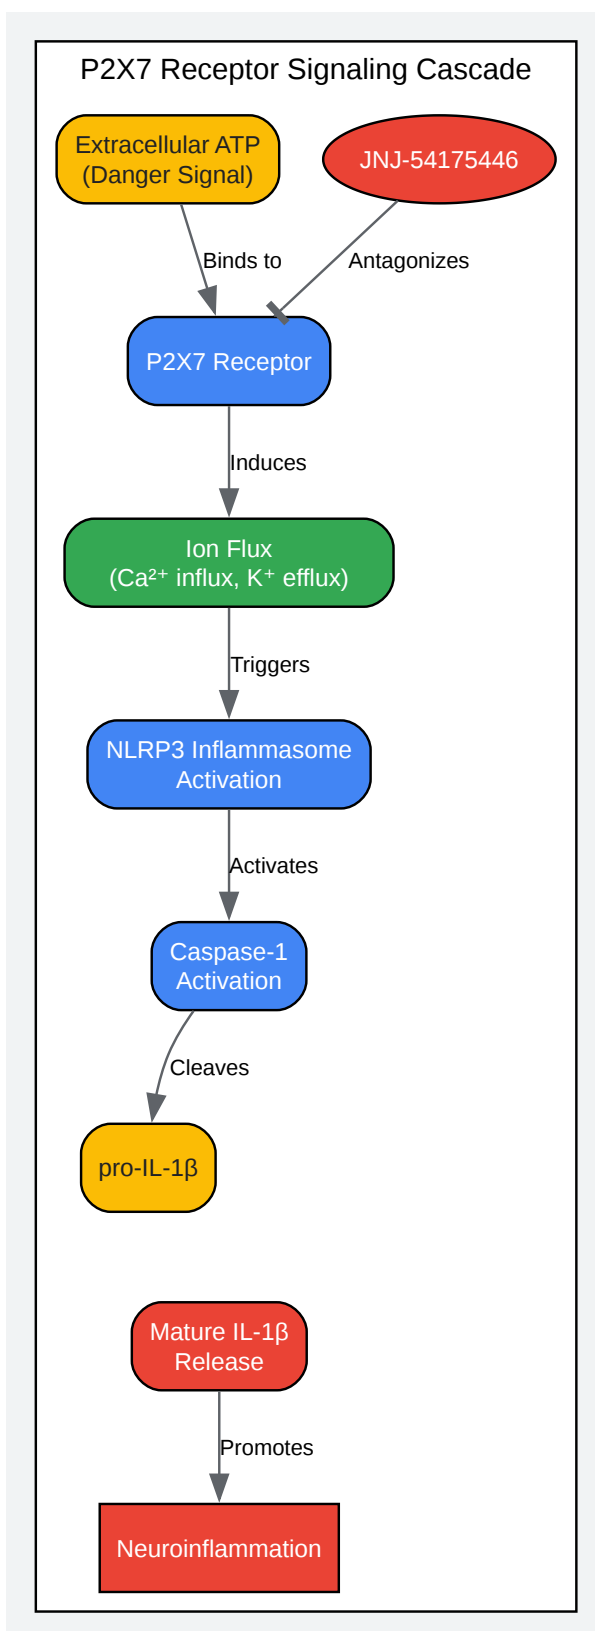 P2X7 Receptor Signaling Cascade
Extracellular ATP
(Danger Signal)
JNJ-54175446
Binds to
Antagonizes
P2X7 Receptor
Induces
Ion Flux
(Ca²⁺ influx, K⁺ efflux)
Triggers
NLRP3 Inflammasome
Activation
Activates
Caspase-1
Activation
Cleaves
pro-IL-1β
Mature IL-1β
Release
Promotes
Neuroinflammation